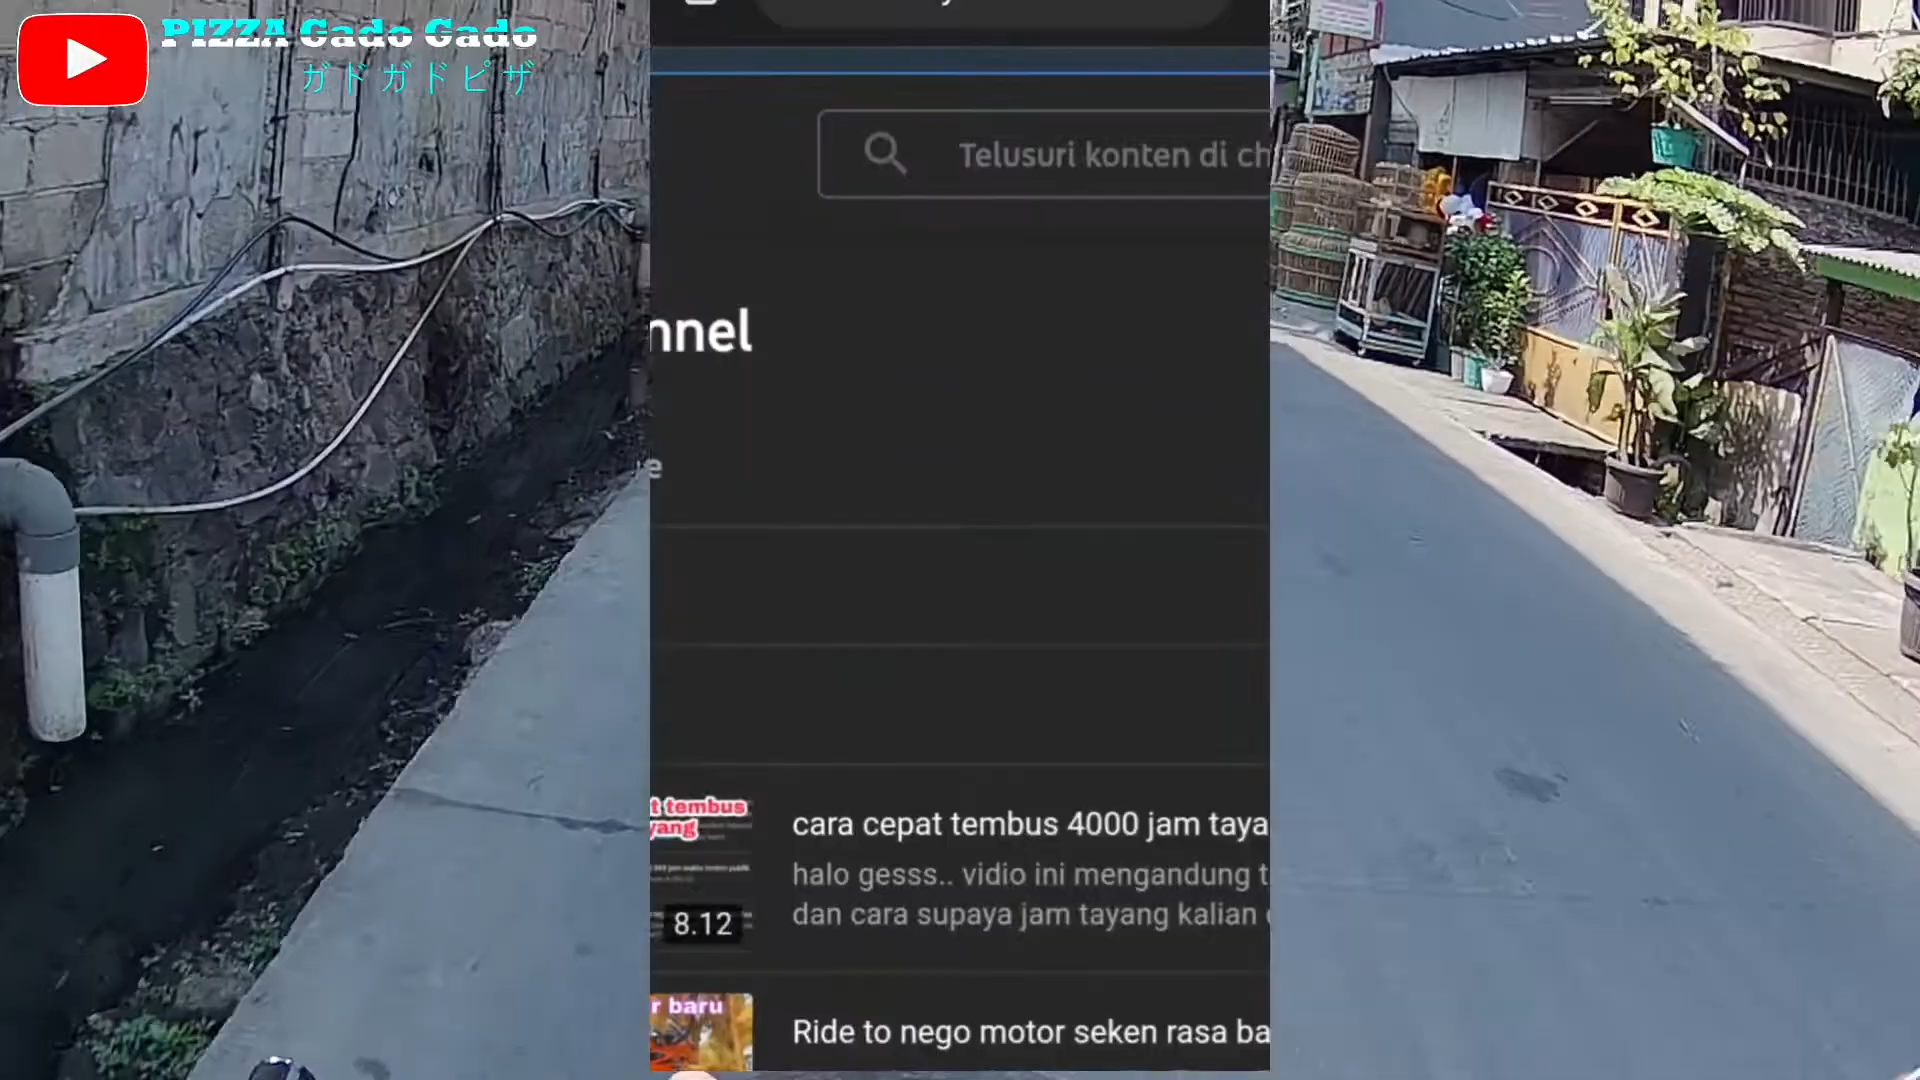 PIZZA Gado Gado
ガドガドピザ
Telusuri konten di ch
nnel
e
t tembus
yang
8.12
cara cepat tembus 4000 jam taya
halo gesss.. vidio ini mengandung t
dan cara supaya jam tayang kalian
r baru
Ride to nego motor seken rasa ba